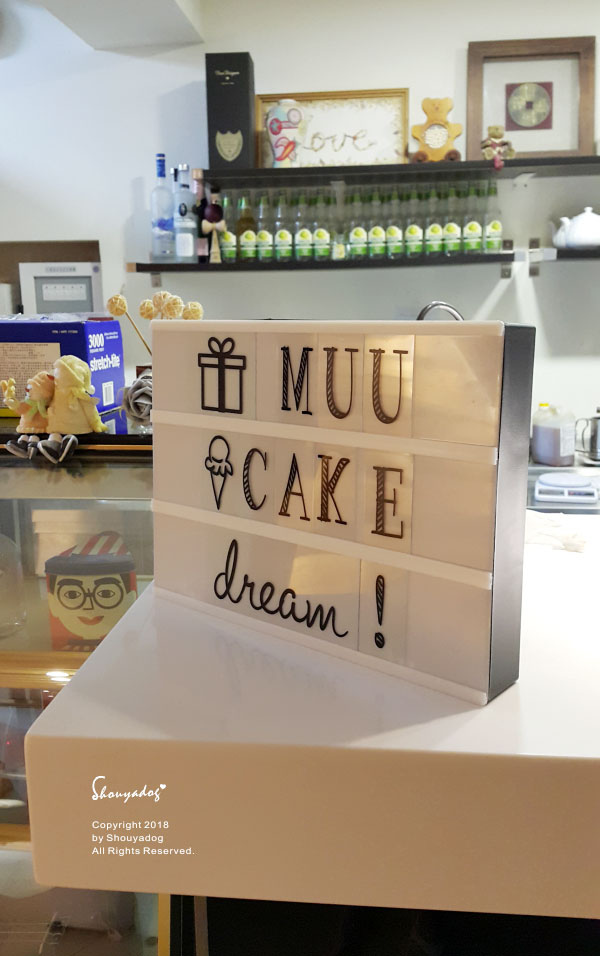 Love
3000
stretch-tite
MUU
CAKE
dream!
Shouyadog
Copyright 2018
by Shouyadog
All Rights Reserved.